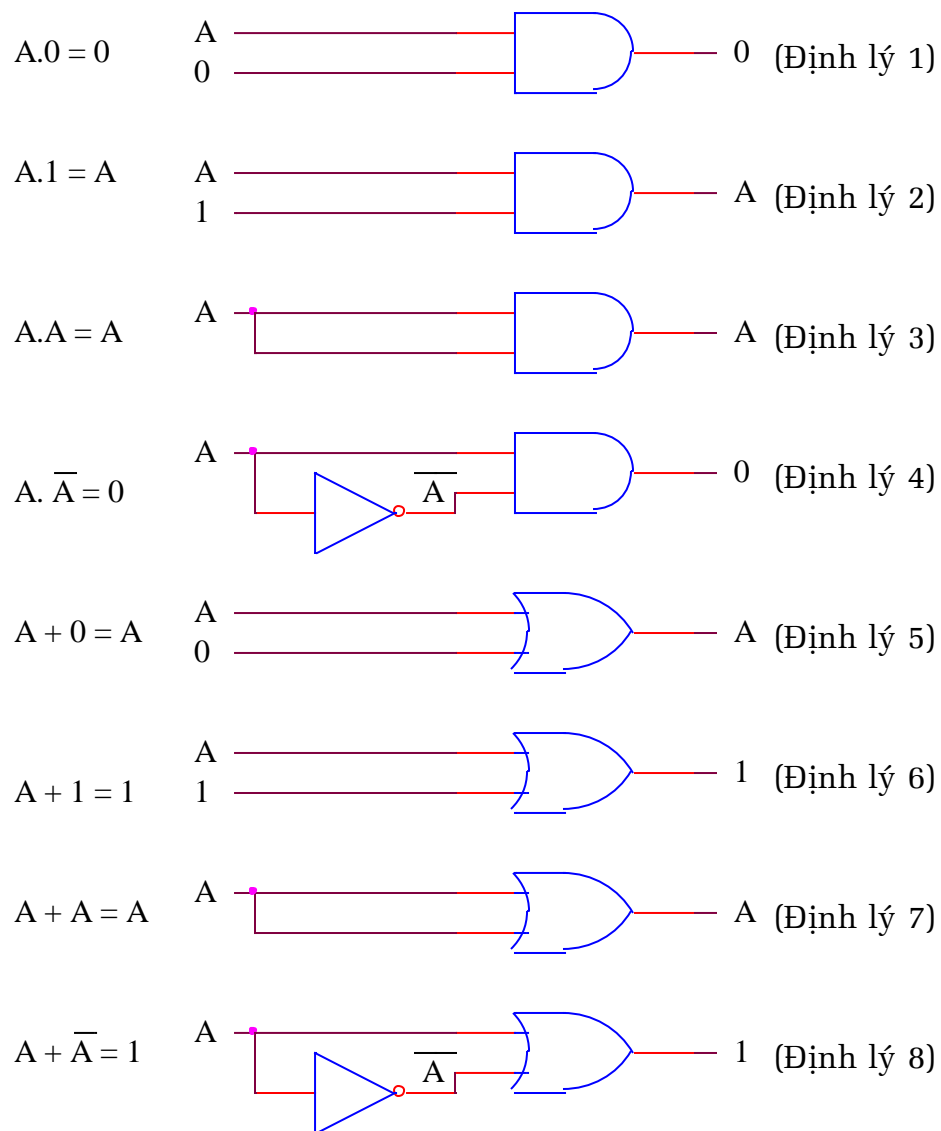 A.0 = 0 A 0 0 (Định lý 1)
A.1 = A A 1 A (Định lý 2)
A.A = A A A (Định lý 3)
A. A̅ = 0 A A̅ 0 (Định lý 4)
A + 0 = A A 0 A (Định lý 5)
A + 1 = 1 A 1 1 (Định lý 6)
A + A = A A A (Định lý 7)
A + A̅ = 1 A A̅ 1 (Định lý 8)